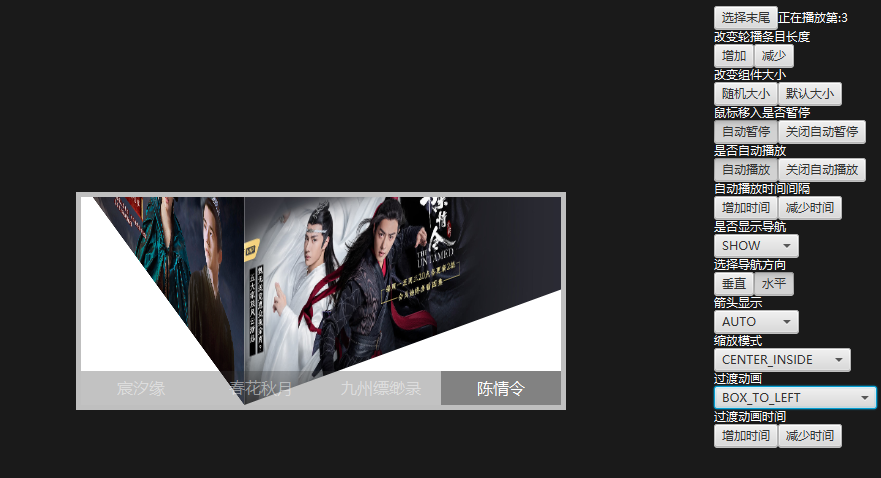 选择末尾 正在播放第:3
改变轮播条目长度
增加 减少
改变组件大小
随机大小 默认大小
鼠标移入是否暂停
自动暂停 关闭自动暂停
是否自动播放
自动播放 关闭自动播放
自动播放时间间隔
增加时间 减少时间
是否显示导航
SHOW
选择导航方向
垂直 水平
箭头显示
AUTO
缩放模式
CENTER_INSIDE
过渡动画
BOX_TO_LEFT
过渡动画时间
增加时间 减少时间
陈情令
THE
UNTAMED
宸汐缘 春花秋月 九州缥缈录 陈情令